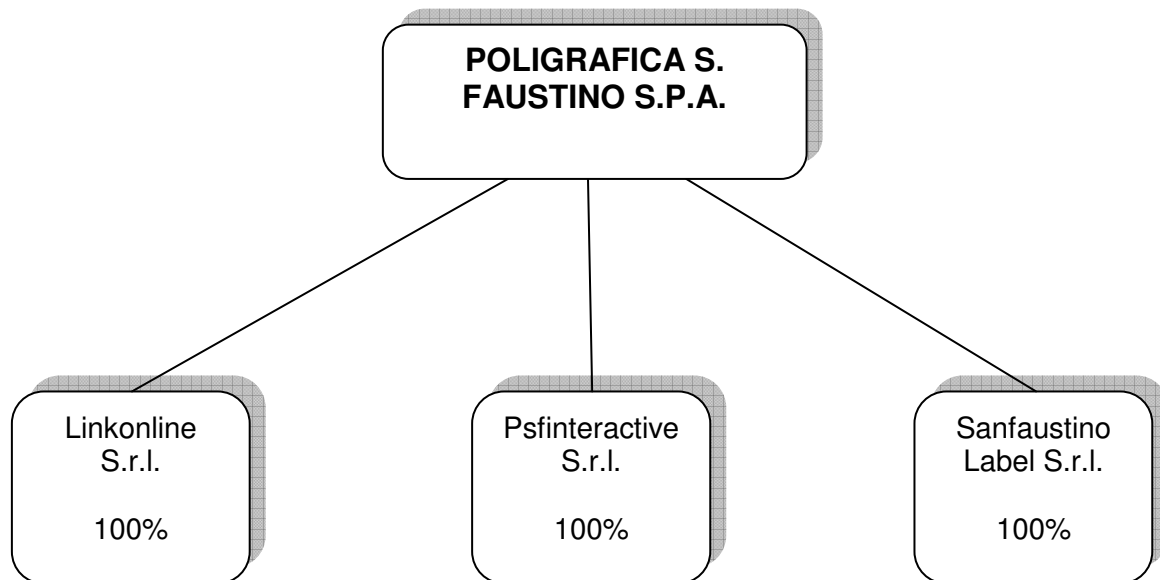 POLIGRAFICA S.
FAUSTINO S.P.A.
Linkonline
S.r.l.
100%
Psfinteractive
S.r.l.
100%
Sanfaustino
Label S.r.l.
100%